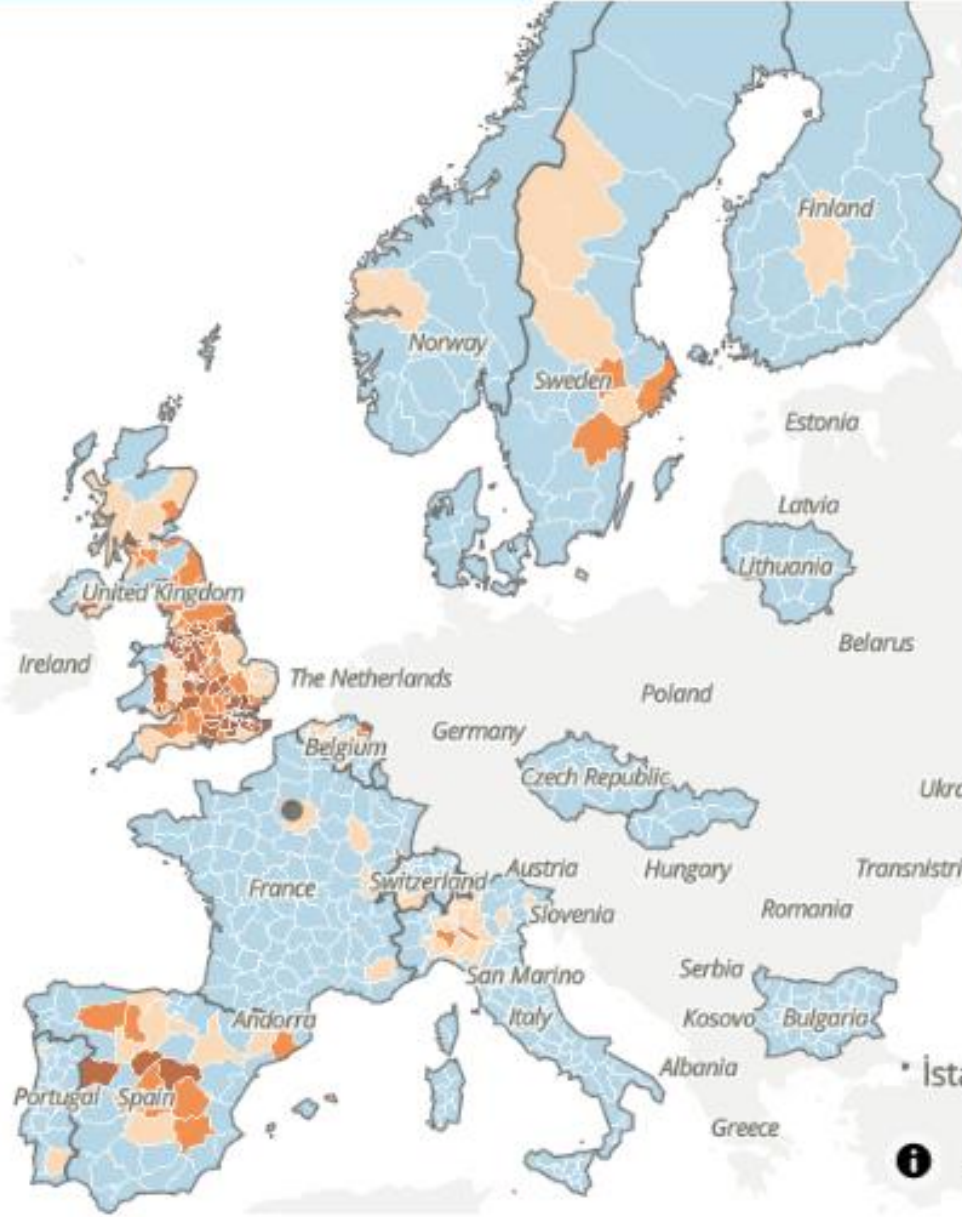 Finland
Norway
Sweden
Estonia
Latvia
Lithuania
United Kingdom
Belarus
Ireland
The Netherlands
Poland
Germany
Belgium
Czech Republic
Ukra
France
Switzerland
Austria
Hungary
Transnistri
Slovenia
Romania
San Marino
Serbia
Andorra
Italy
Kosovo
Bulgaria
Albania
İsta
Portugal
Spain
Greece
i